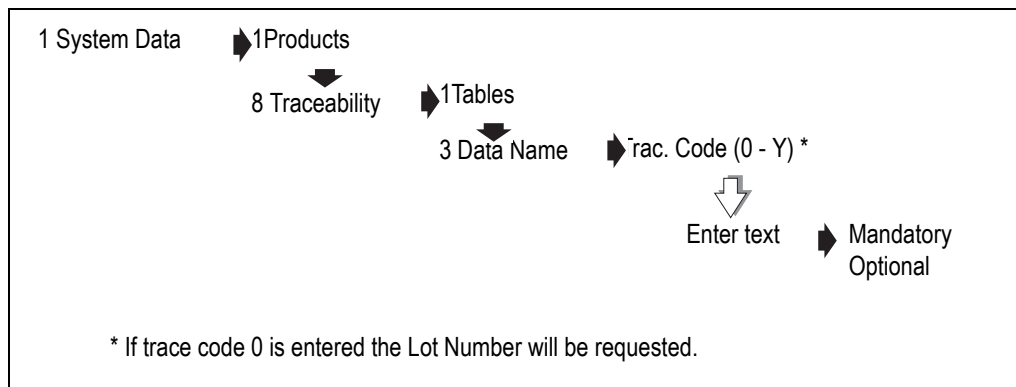 1 System Data 1Products
8 Traceability 1Tables
3 Data Name rac. Code (0 - Y) *
Enter text Mandatory
Optional
* If trace code 0 is entered the Lot Number will be requested.